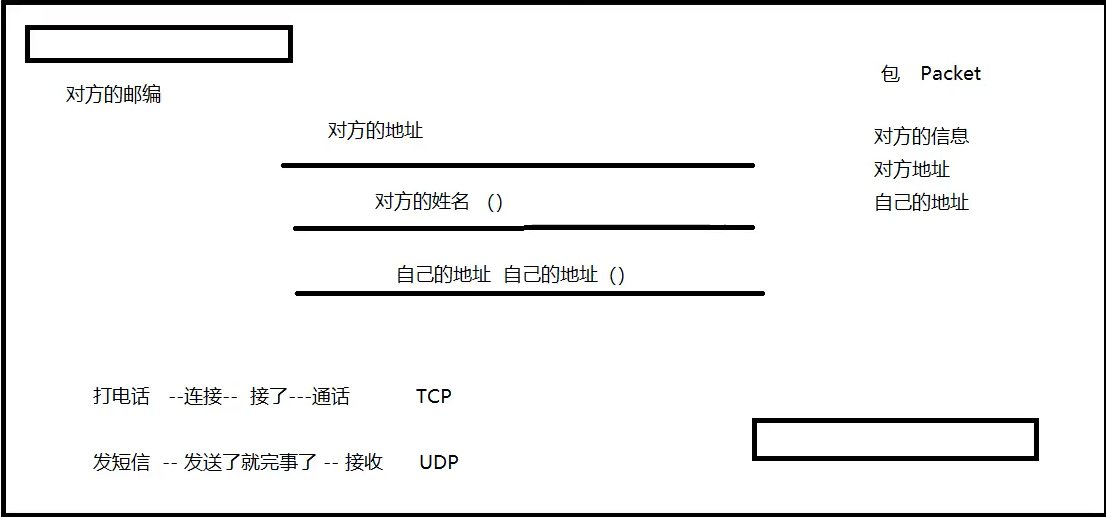 对方的邮编
包 Packet
对方的地址
对方的信息
对方地址
对方的姓名 ()
自己的地址
自己的地址 自己的地址 ()
打电话 --连接-- 接了---通话 TCP
发短信 -- 发送了就完事了 -- 接收 UDP